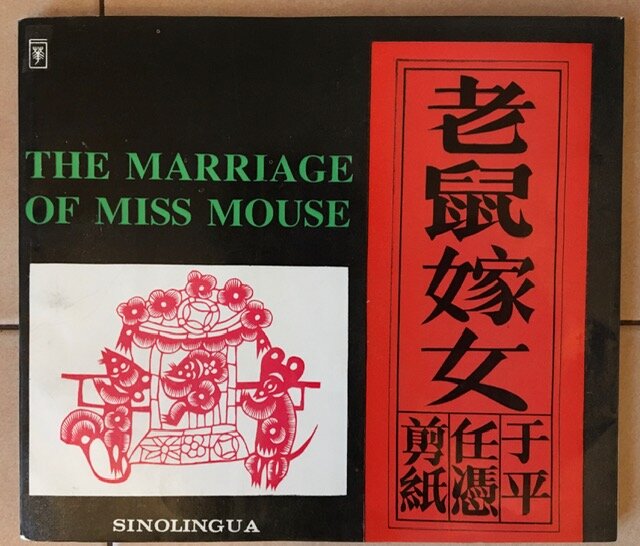 THE MARRIAGE
OF MISS MOUSE
SINOLINGUA
老鼠嫁女
于平
任憑
剪紙